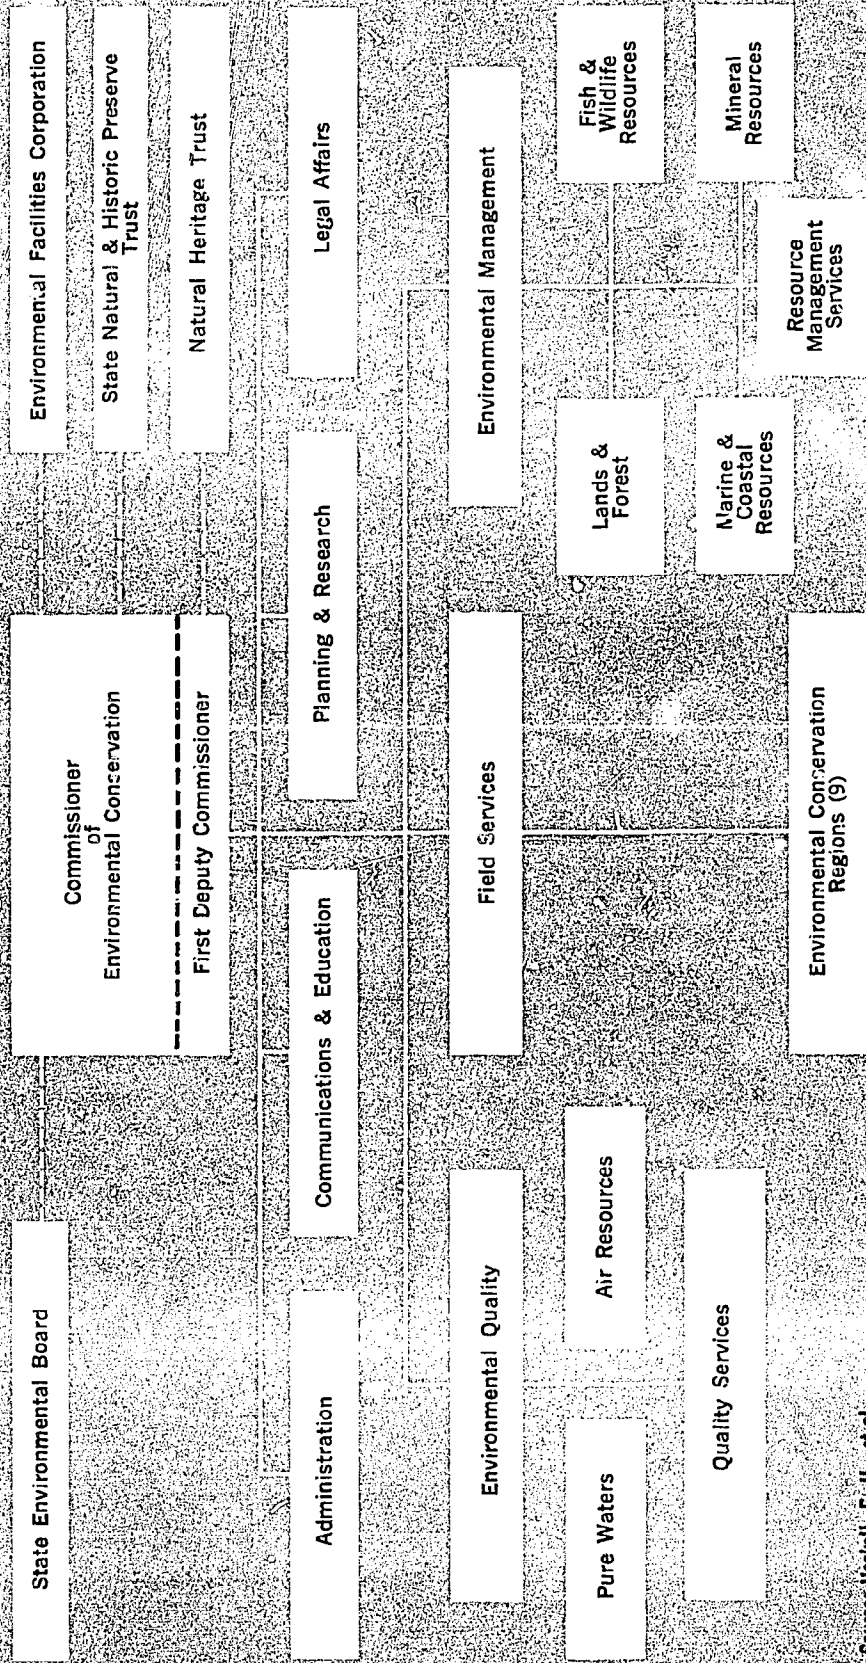 State Environmental Board
Commissioner
of
Environmental Conservation
First Deputy Commissioner
Environmental Facilities Corporation
State Natural & Historic Preserve
Trust
Natural Heritage Trust
Administration
Communications & Education
Planning & Research
Legal Affairs
Environmental Quality
Field Services
Environmental Management
Pure Waters
Air Resources
Lands &
Forest
Fish &
Wildlife
Resources
Quality Services
Marine &
Coastal
Resources
Mineral
Resources
Environmental Conservation
Regions (9)
Resource
Management
Services